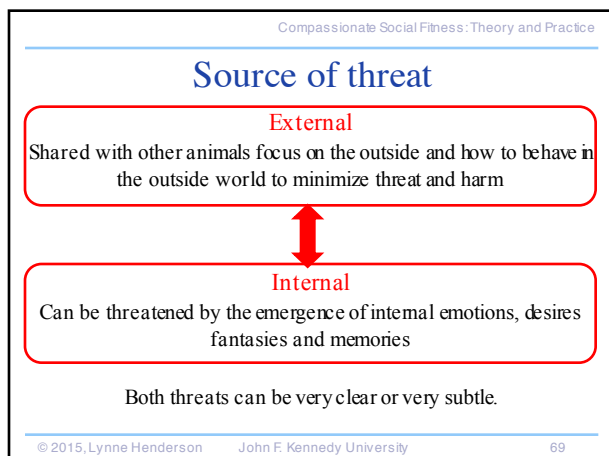 Compassionate Social Fitness: Theory and Practice
Source of threat
External
Shared with other animals focus on the outside and how to behave in
the outside world to minimize threat and harm
Internal
Can be threatened by the emergence of internal emotions, desires
fantasies and memories
Both threats can be very clear or very subtle.
© 2015, Lynne Henderson John F. Kennedy University 69